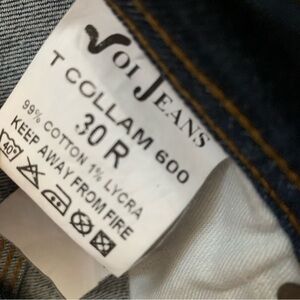 VOI JEANS
T COLLAM 600
30 R
99% COTTON 1% LYCRA
KEEP AWAY FROM FIRE
40°